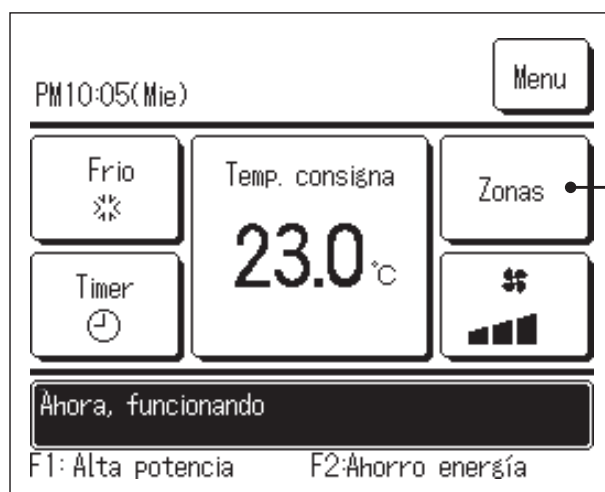 Menu
PM10:05(Mie)
Frio
Temp. consigna
Zonas
23.0 °C
Timer
Ahora, funcionando
F1: Alta potencia F2:Ahorro energía